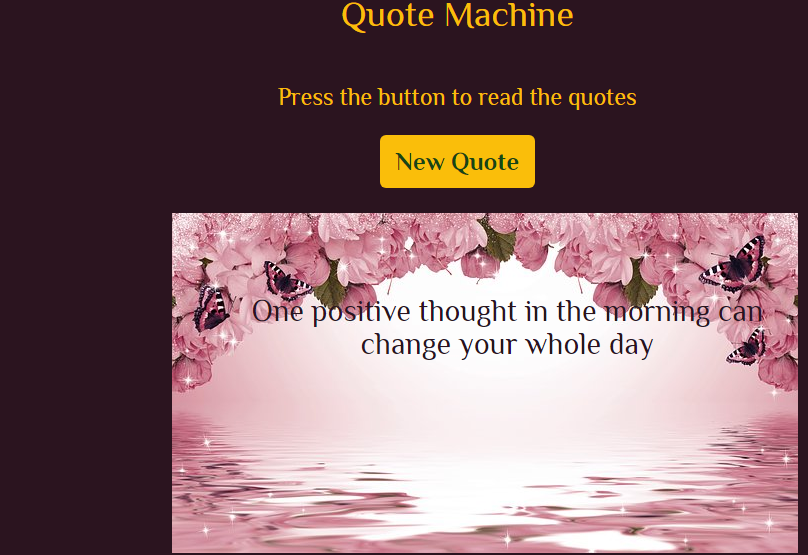 Quote Machine
Press the button to read the quotes
New Quote
One positive thought in the morning can
change your whole day